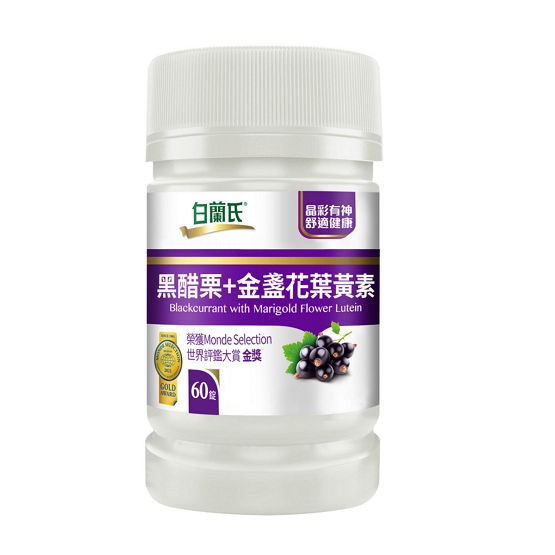 白蘭氏®
晶彩有神
舒適健康
黑醋栗+金盞花葉黃素
Blackcurrant with Marigold Flower Lutein
榮獲Monde Selection
世界評鑑大賞 金獎
GOLD
AWARD
60錠